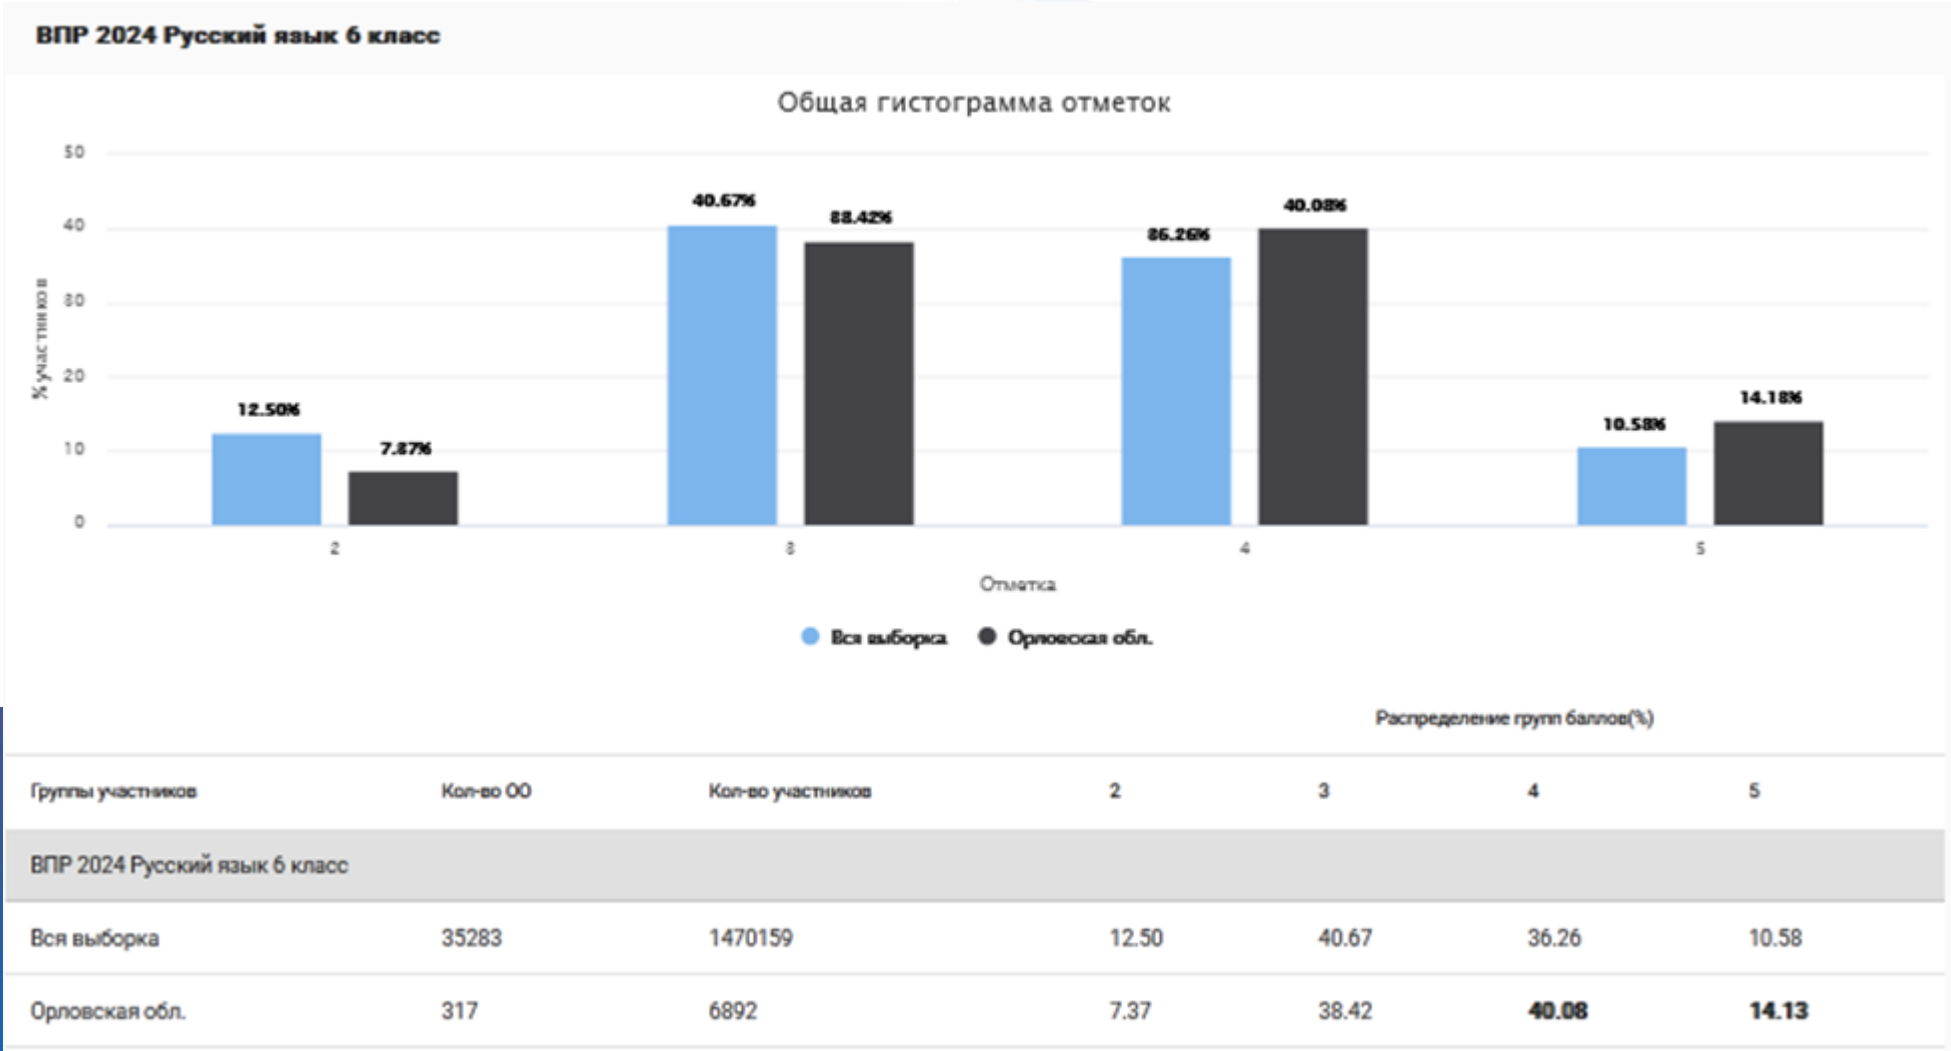 ВПР 2024 Русский язык 6 класс
Общая гистограмма отметок
50
40
30
20
10
0
% участников
12.50%
7.37%
40.67%
38.42%
36.26%
40.08%
10.58%
14.13%
2
3
4
5
Отметка
Вся выборка Орловская обл.
Распределение групп баллов(%)
Группы участников Кол-во ОО Кол-во участников 2 3 4 5
ВПР 2024 Русский язык 6 класс
Вся выборка 35283 1470159 12.50 40.67 36.26 10.58
Орловская обл. 317 6892 7.37 38.42 40.08 14.13